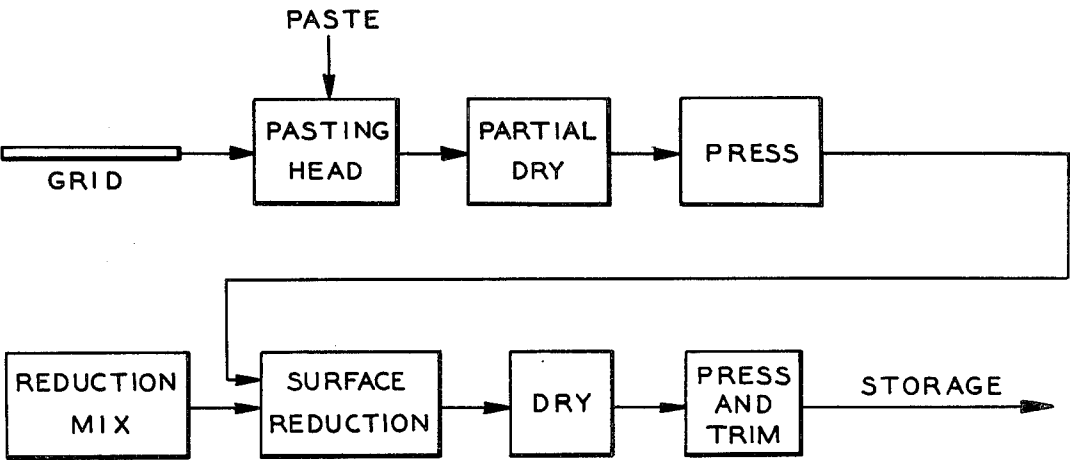 PASTE
PASTING
HEAD
PARTIAL
DRY
PRESS
GRID
REDUCTION
MIX
SURFACE
REDUCTION
DRY
PRESS
AND
TRIM
STORAGE